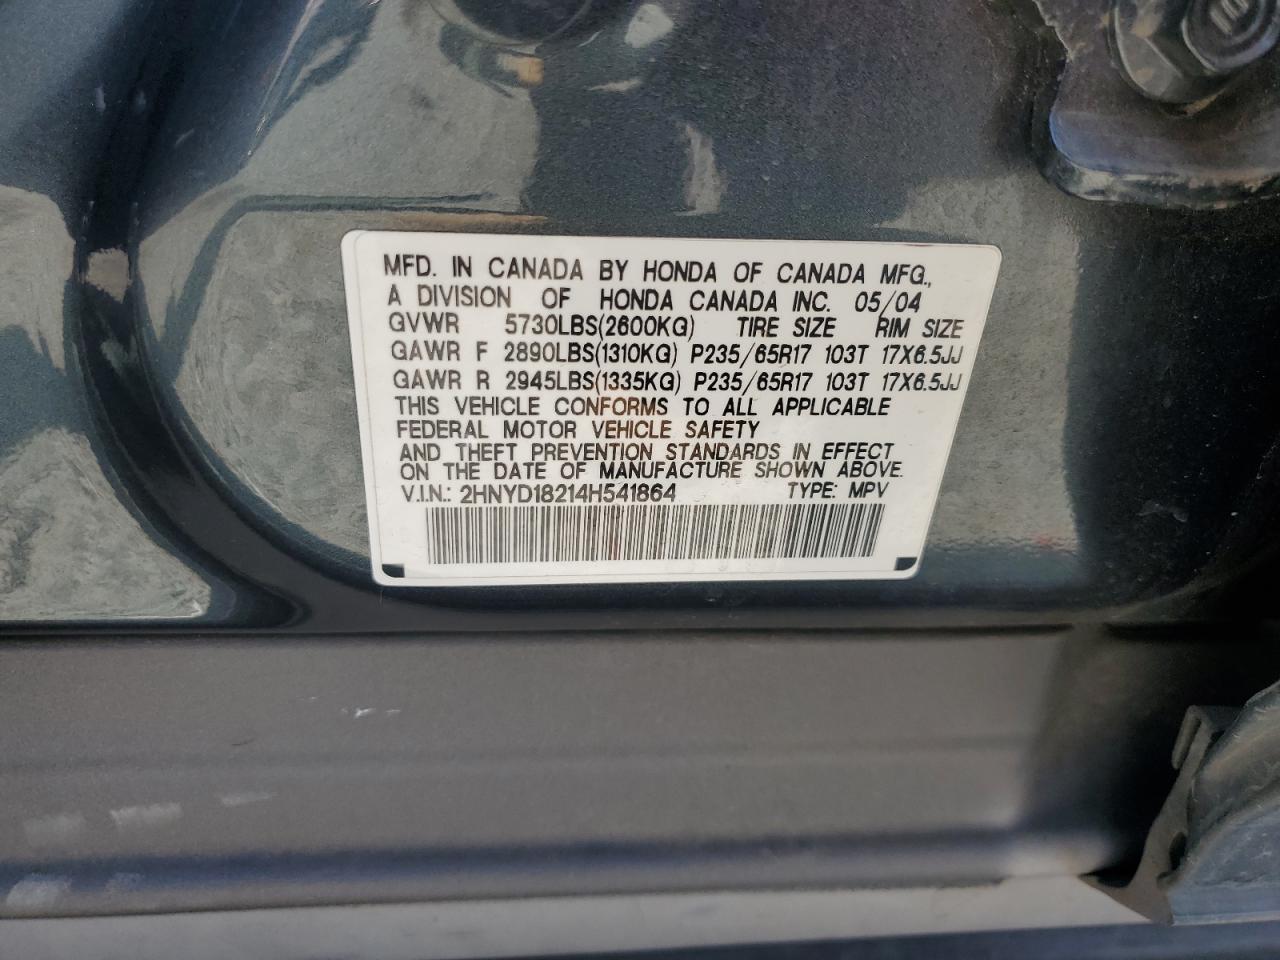 MFD. IN CANADA BY HONDA OF CANADA MFG.,
A DIVISION OF HONDA CANADA INC. 05/04
GVWR 5730LBS(2600KG) TIRE SIZE RIM SIZE
GAWR F 2890LBS(1310KG) P235/65R17 103T 17X6.5JJ
GAWR R 2945LBS(1335KG) P235/65R17 103T 17X6.5JJ
THIS VEHICLE CONFORMS TO ALL APPLICABLE
FEDERAL MOTOR VEHICLE SAFETY
AND THEFT PREVENTION STANDARDS IN EFFECT
ON THE DATE OF MANUFACTURE SHOWN ABOVE.
V.I.N.: 2HNYD18214H541864 TYPE: MPV